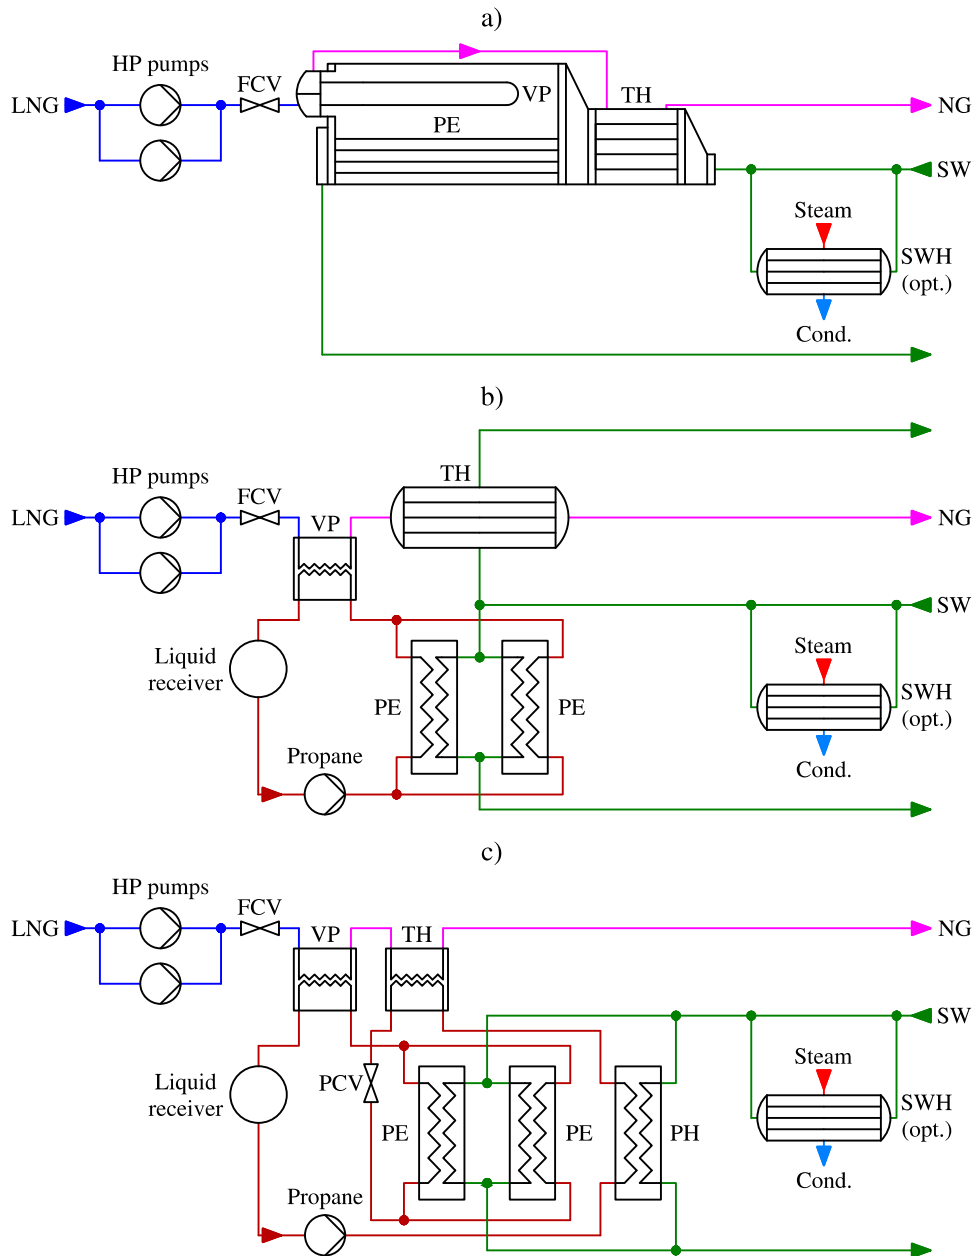 a)
HP pumps
FCV
LNG
VP
TH
NG
PE
SW
Steam
SWH
(opt.)
Cond.
b)
TH
HP pumps
FCV
LNG
VP
NG
SW
Steam
Liquid
receiver
PE
PE
SWH
(opt.)
Propane
Cond.
c)
HP pumps
FCV
LNG
VP
TH
NG
SW
Steam
Liquid
receiver
PCV
SWH
(opt.)
PE
PE
PH
Cond.
Propane